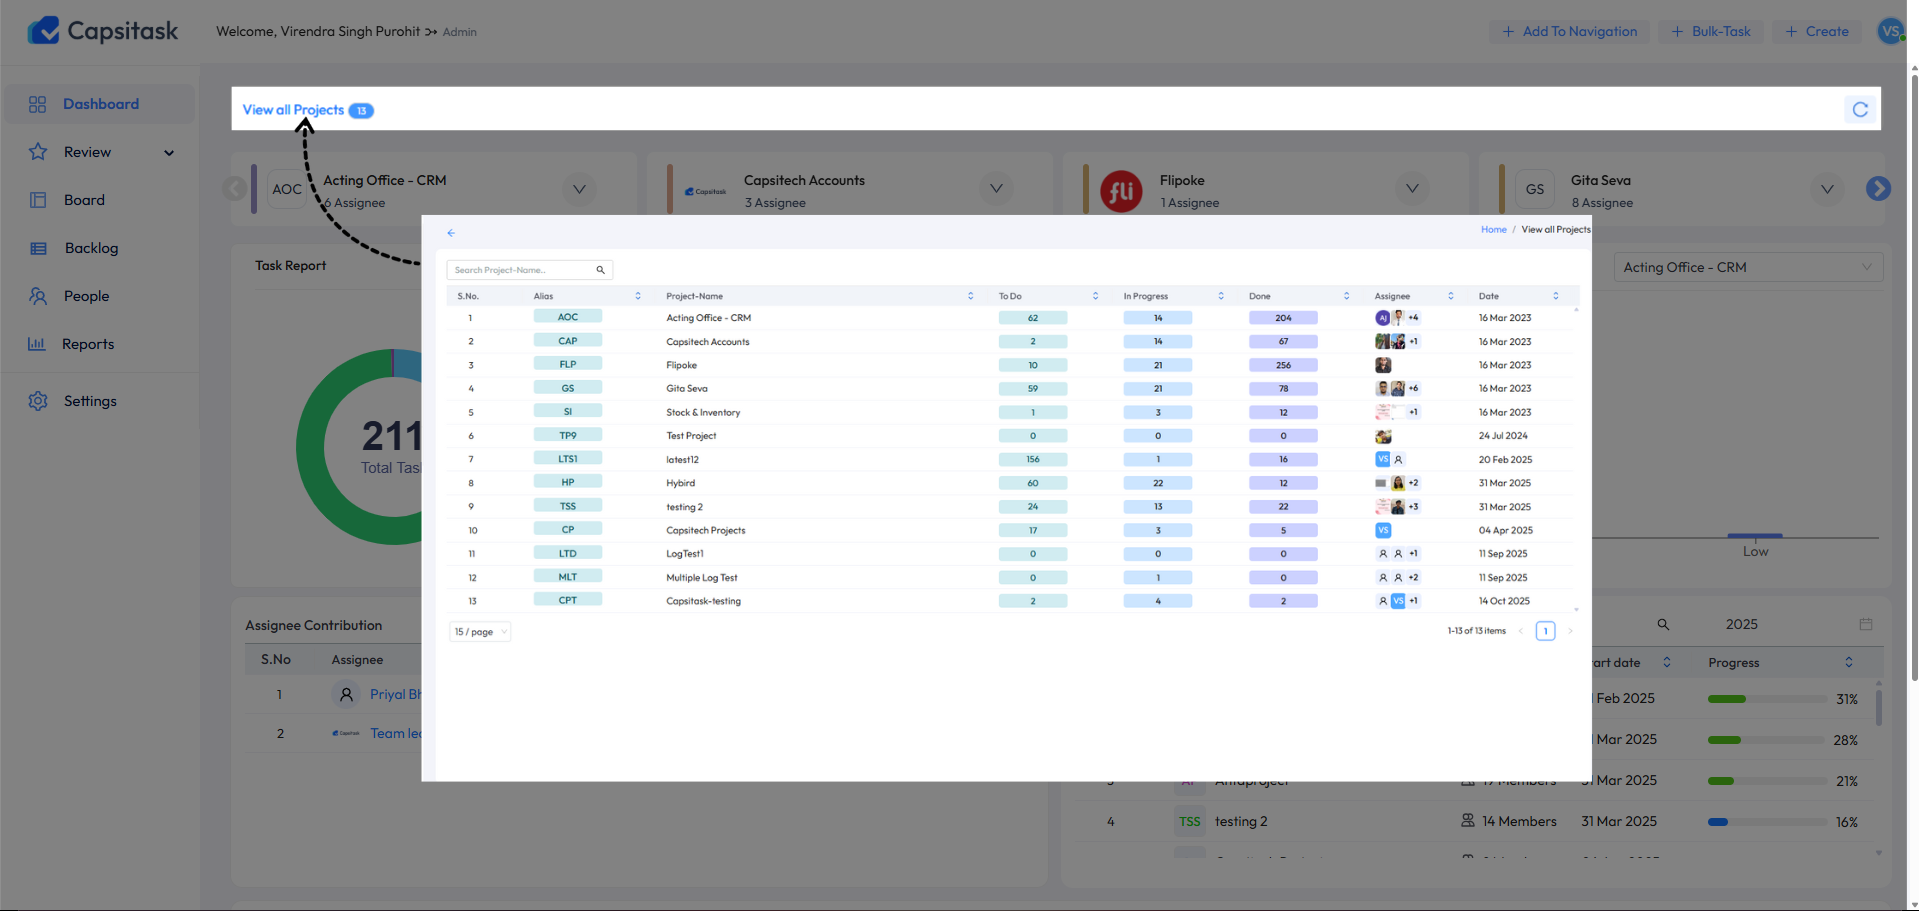 Capsitask
Welcome, Virendra Singh Purohit Admin
Add To Navigation
Bulk-Task
Create
VS
Dashboard
Review
Board
Backlog
People
Reports
Settings
View all Projects 13
AOC
Acting Office - CRM
6 Assignee
Capsitask
Capsitech Accounts
3 Assignee
fli
Flipoke
1 Assignee
GS
Gita Seva
8 Assignee
Task Report
Acting Office - CRM
211
Total Tas
Low
Home / View all Projects
Search Project-Name..
S.No. Alias Project-Name To Do In Progress Done Assignee Date
1 AOC Acting Office - CRM 62 14 204 AJ +4 16 Mar 2023
2 CAP Capsitech Accounts 2 14 67 +1 16 Mar 2023
3 FLP Flipoke 10 21 256 16 Mar 2023
4 GS Gita Seva 59 21 78 +6 16 Mar 2023
5 SI Stock & Inventory 1 3 12 +1 16 Mar 2023
6 TP9 Test Project 0 0 0 24 Jul 2024
7 LTS1 latest12 156 1 16 VS 20 Feb 2025
8 HP Hybird 60 22 12 +2 31 Mar 2025
9 TSS testing 2 24 13 22 +3 31 Mar 2025
10 CP Capsitech Projects 17 3 5 VS 04 Apr 2025
11 LTD LogTest1 0 0 0 +1 11 Sep 2025
12 MLT Multiple Log Test 0 1 0 +2 11 Sep 2025
13 CPT Capsitask-testing 2 4 2 VS +1 14 Oct 2025
15 / page
1-13 of 13 items 1
Assignee Contribution
S.No Assignee
1 Priyal Bh
2 Capsitask Team lea
2025
art date Progress
Feb 2025 31%
Mar 2025 28%
31 Mar 2025 21%
4 TSS testing 2 14 Members 31 Mar 2025 16%